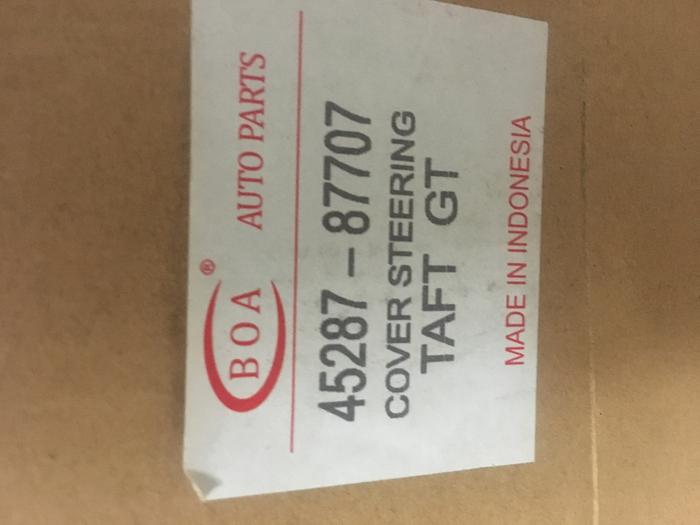 BOA® AUTO PARTS
45287 – 87707
COVER STEERING
TAFT GT
MADE IN INDONESIA